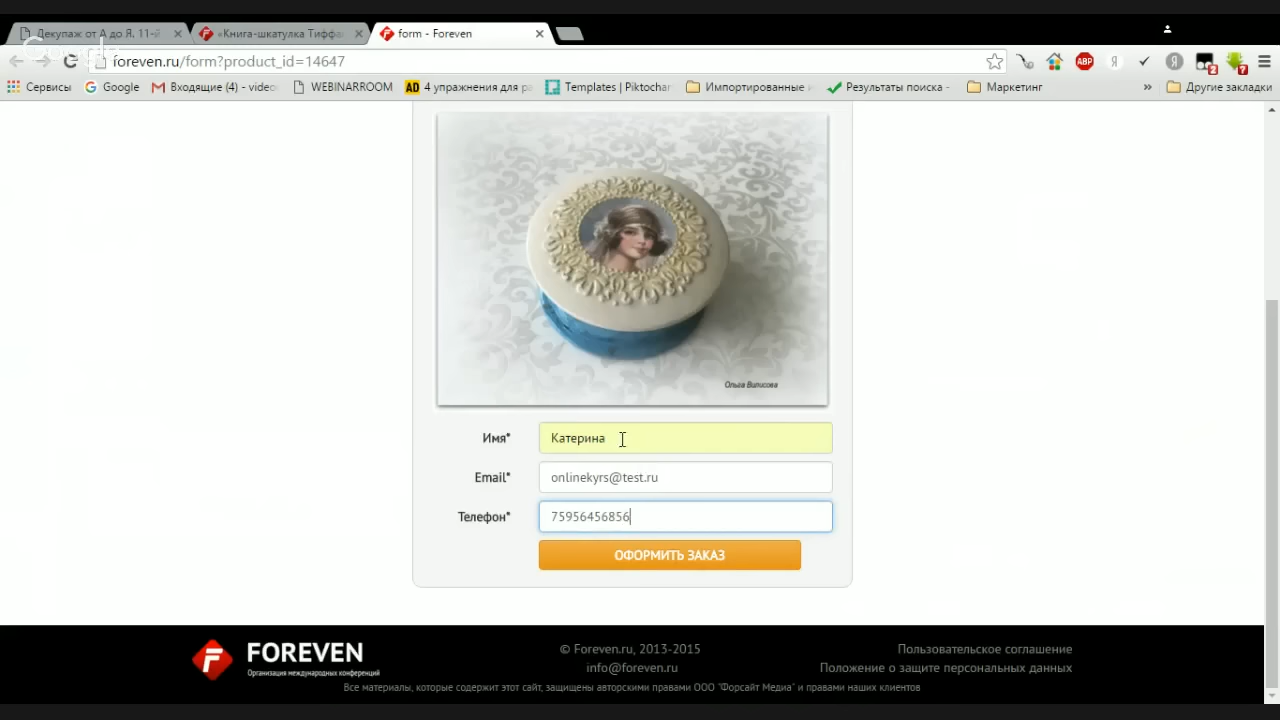 Декупаж от А до Я. 11-й
«Книга-шкатулка Тиффа
form - Foreven
Google
foreven.ru/form?product_id=14647
Сервисы
Google
Входящие (4) - video
WEBINARROOM
4 упражнения для ра
Templates | Piktochar
Импортированные
Результаты поиска -
Маркетинг
»
Другие закладки
Ольга Вилисова
Имя*
Катерина
Email*
onlinekyrs@test.ru
Телефон*
75956456856
ОФОРМИТЬ ЗАКАЗ
FOREVEN
Организация международных конференций
© Foreven.ru, 2013-2015
info@foreven.ru
Пользовательское соглашение
Положение о защите персональных данных
Все материалы, которые содержит этот сайт, защищены авторскими правами ООО "Форсайт Медиа" и правами наших клиентов